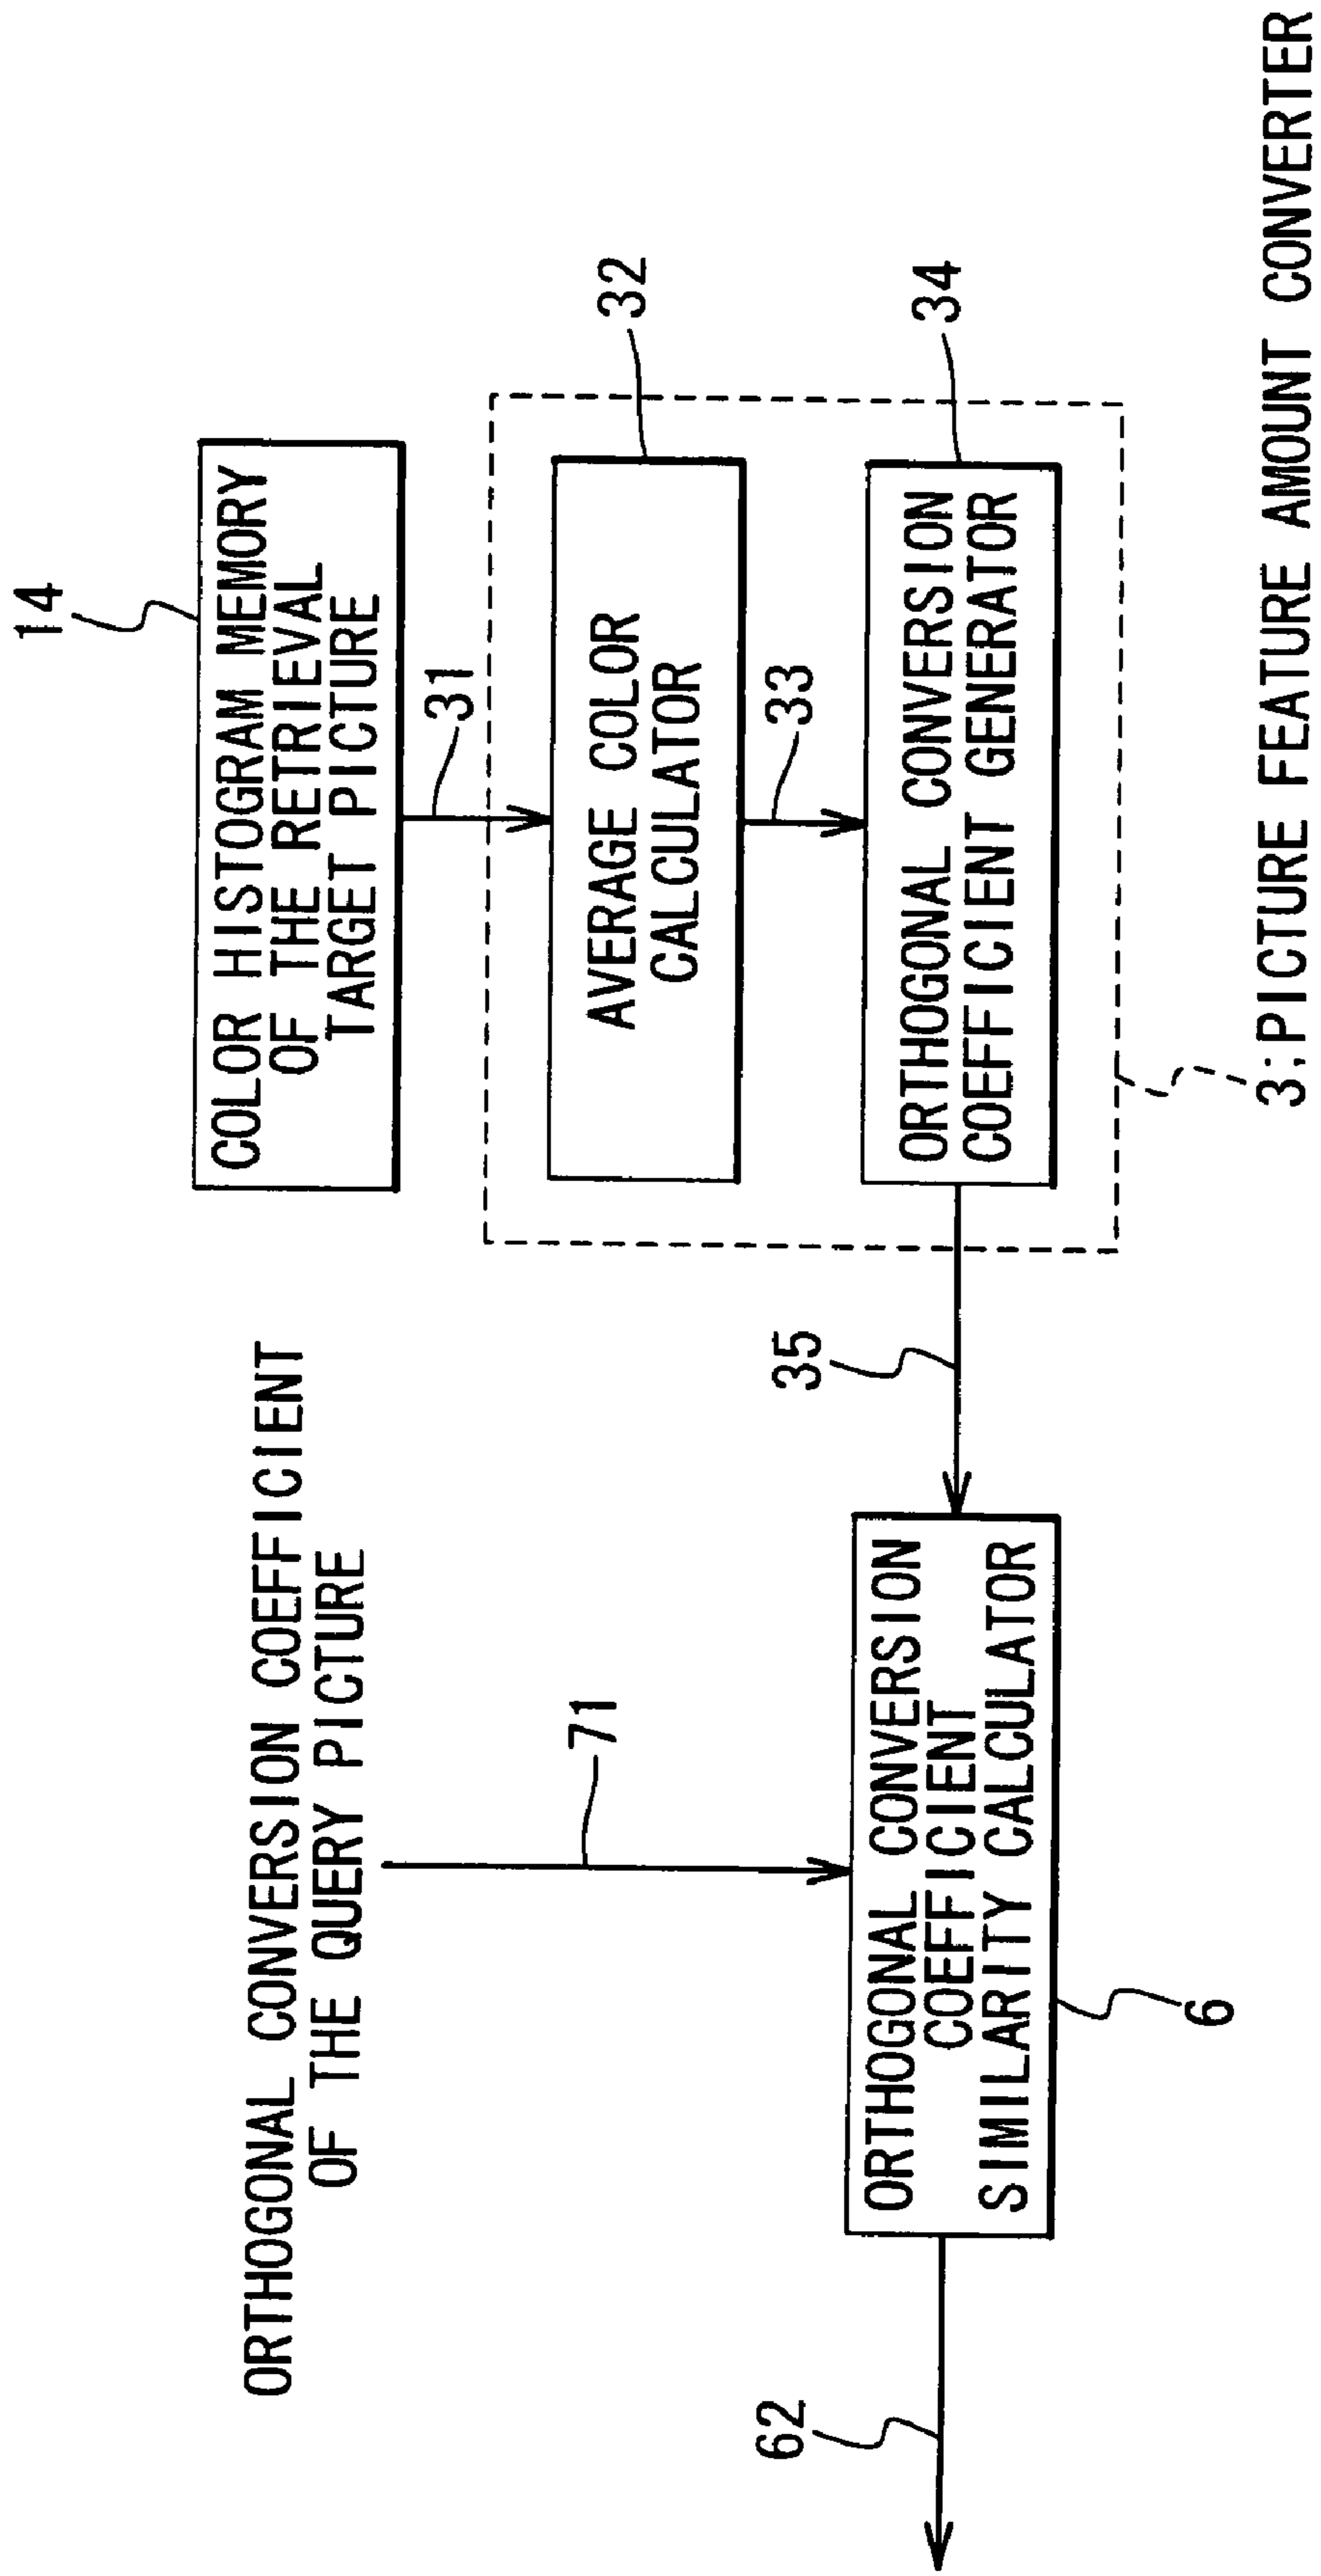 14
COLOR HISTOGRAM MEMORY
OF THE RETRIEVAL
TARGET PICTURE
31
32
AVERAGE COLOR
CALCULATOR
33
34
ORTHOGONAL CONVERSION
COEFFICIENT GENERATOR
3:PICTURE FEATURE AMOUNT CONVERTER
35
ORTHOGONAL CONVERSION COEFFICIENT
OF THE QUERY PICTURE
71
ORTHOGONAL CONVERSION
COEFFICIENT
SIMILARITY CALCULATOR
6
62